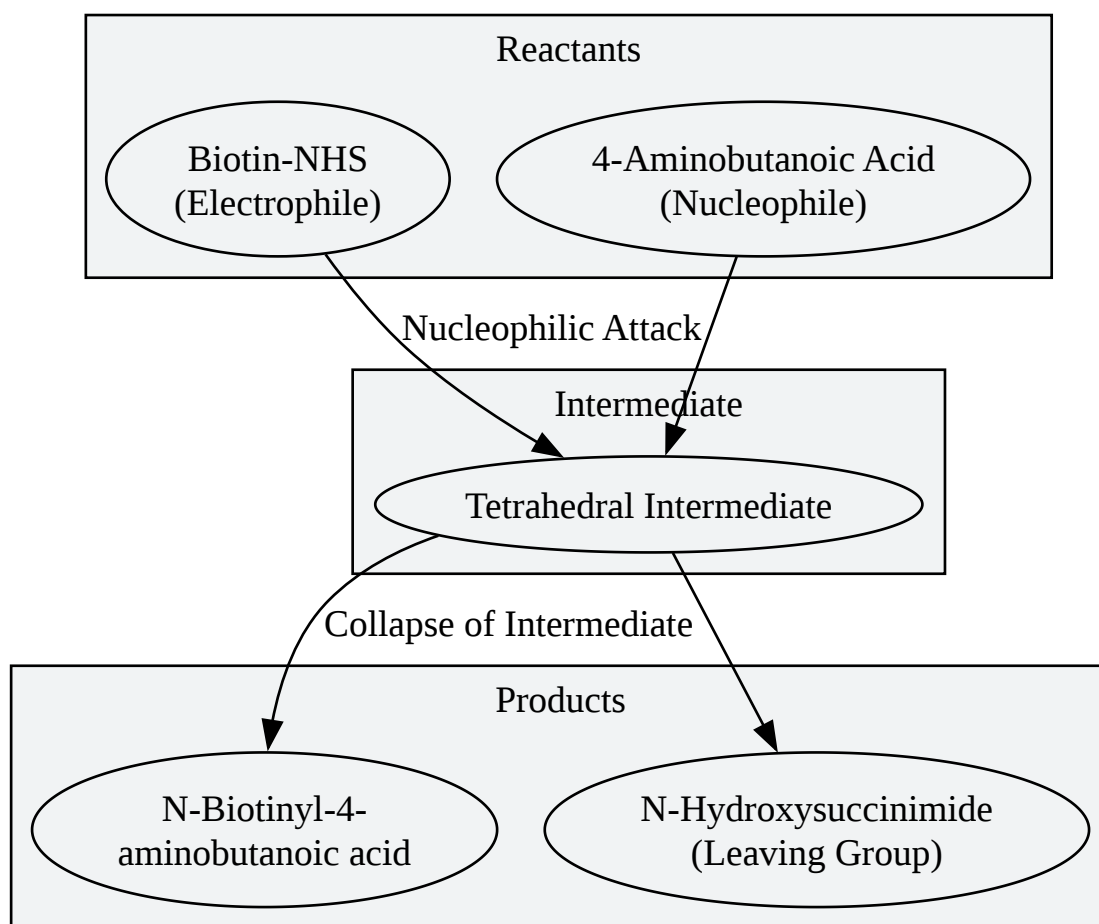 Reactants
Biotin-NHS
(Electrophile)
4-Aminobutanoic Acid
(Nucleophile)
Nucleophilic Attack
Intermediate
Tetrahedral Intermediate
Collapse of Intermediate
Products
N-Biotinyl-4-
aminobutanoic acid
N-Hydroxysuccinimide
(Leaving Group)